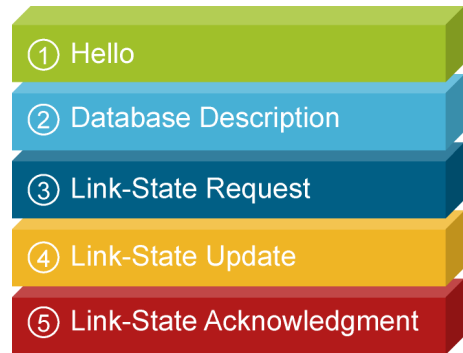 ① Hello
② Database Description
③ Link-State Request
④ Link-State Update
⑤ Link-State Acknowledgment